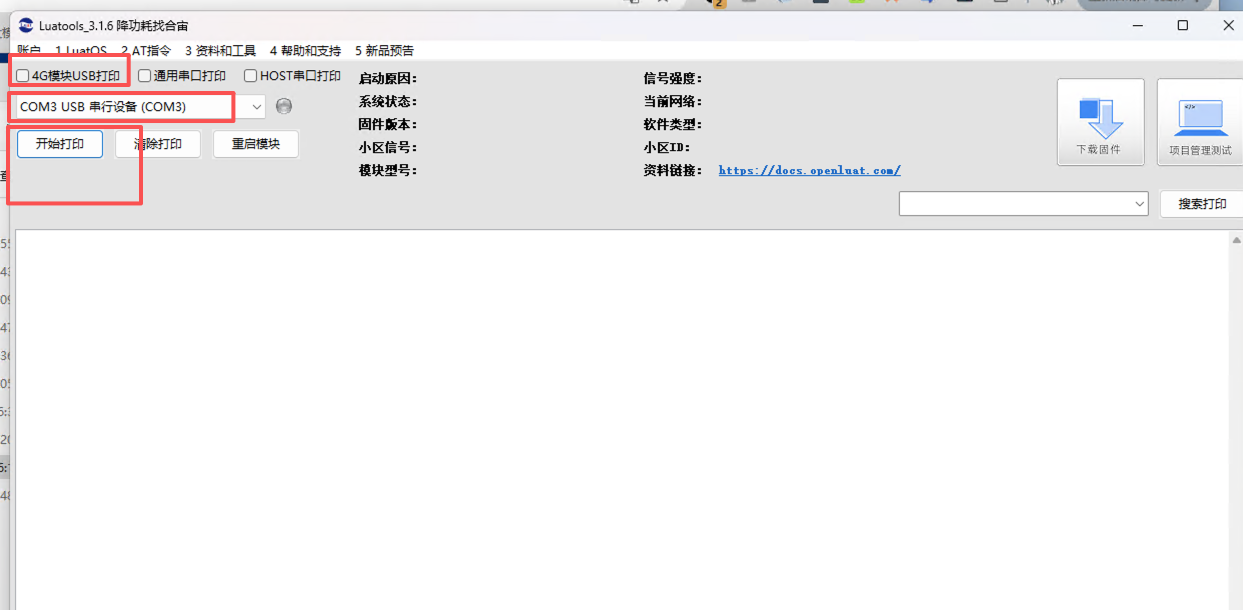 2
Luatools_3.1.6 降功耗找合宙
账户 1 LuatOS 2 AT指令 3 资料和工具 4 帮助和支持 5 新品预告
4G模块USB打印 通用串口打印 HOST串口打印
COM3 USB 串行设备 (COM3)
开始打印 清除打印 重启模块
启动原因: 信号强度:
系统状态: 当前网络:
固件版本: 软件类型:
小区信号: 小区ID:
模块型号: 资料链接: https://docs.openluat.com/
下载固件 项目管理测试
搜索打印